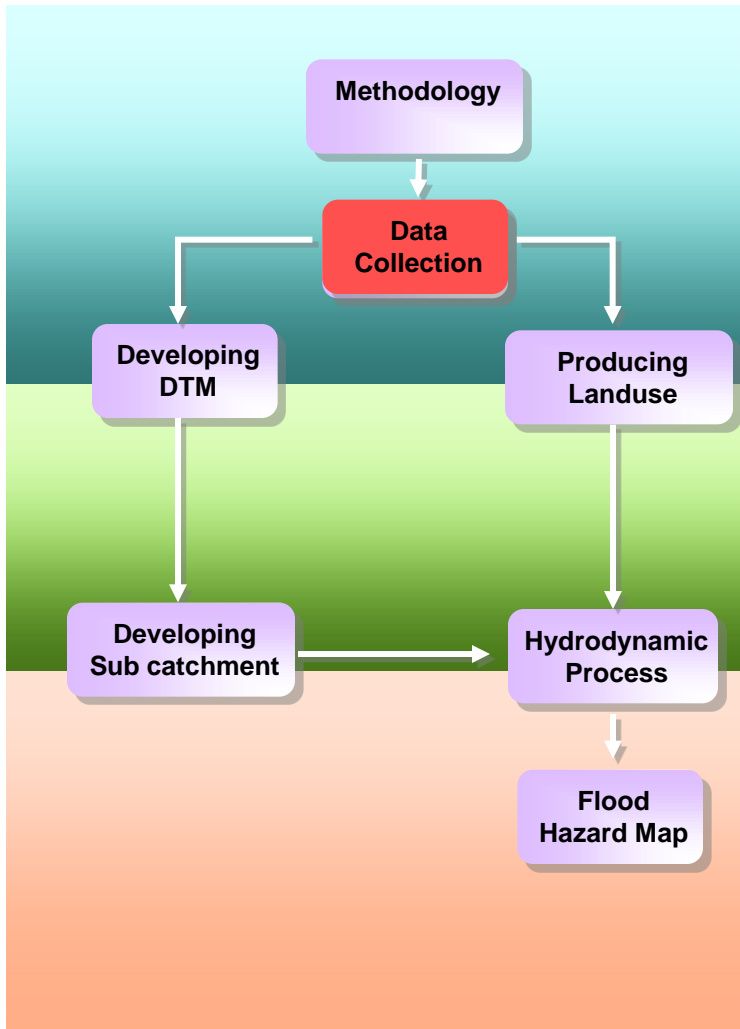 Methodology
Data
Collection
Developing
DTM
Producing
Landuse
Developing
Sub catchment
Hydrodynamic
Process
Flood
Hazard Map